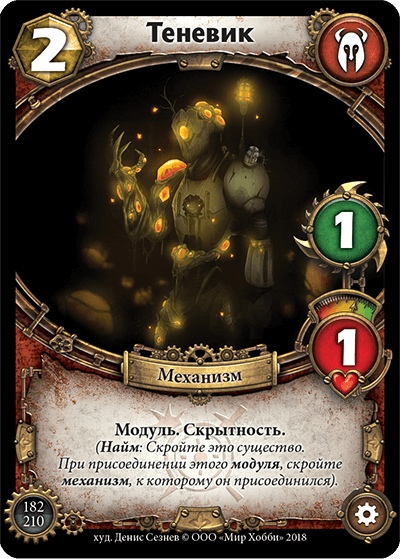 2
Теневик
1
1
Механизм
Модуль. Скрытность.
(Найм: Скройте это существо.
При присоединении этого модуля, скройте
механизм, к которому он присоединился).
182
210
худ. Денис Сезнев © ООО «Мир Хобби» 2018